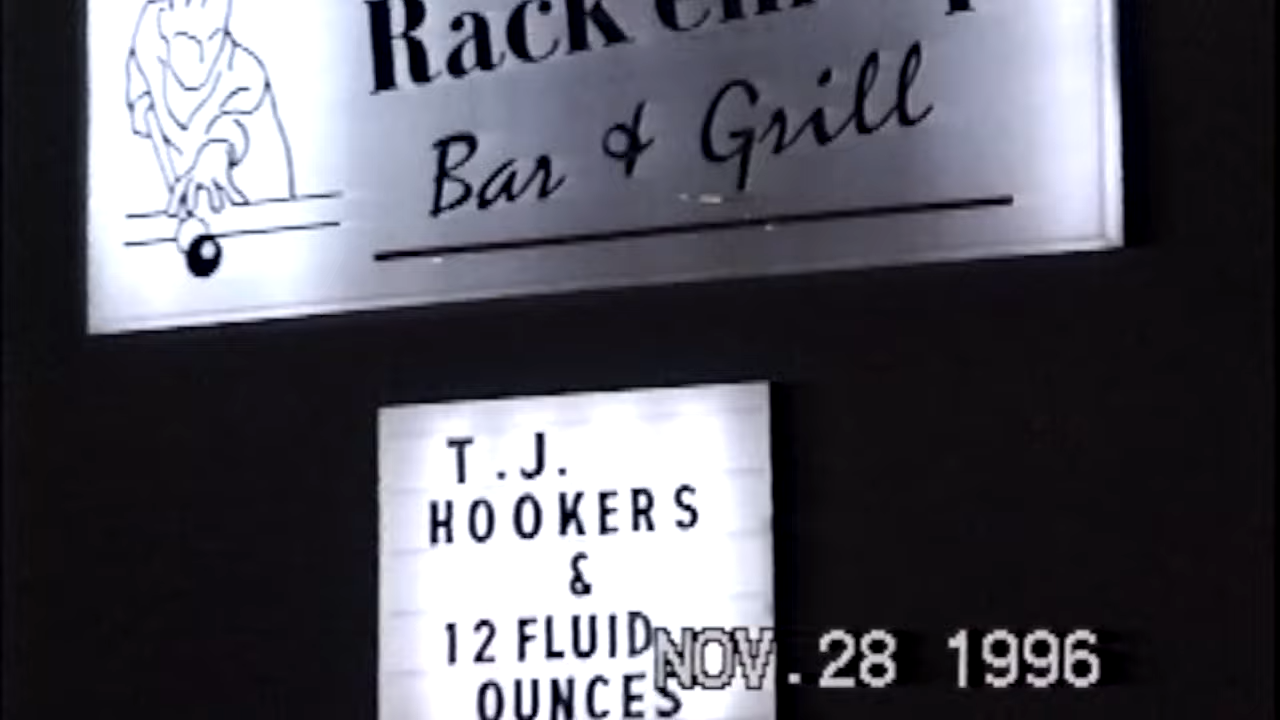 Rack em
Bar & Grill
T.J.
HOOKERS
&
12 FLUID
OUNCES
NOV. 28 1996